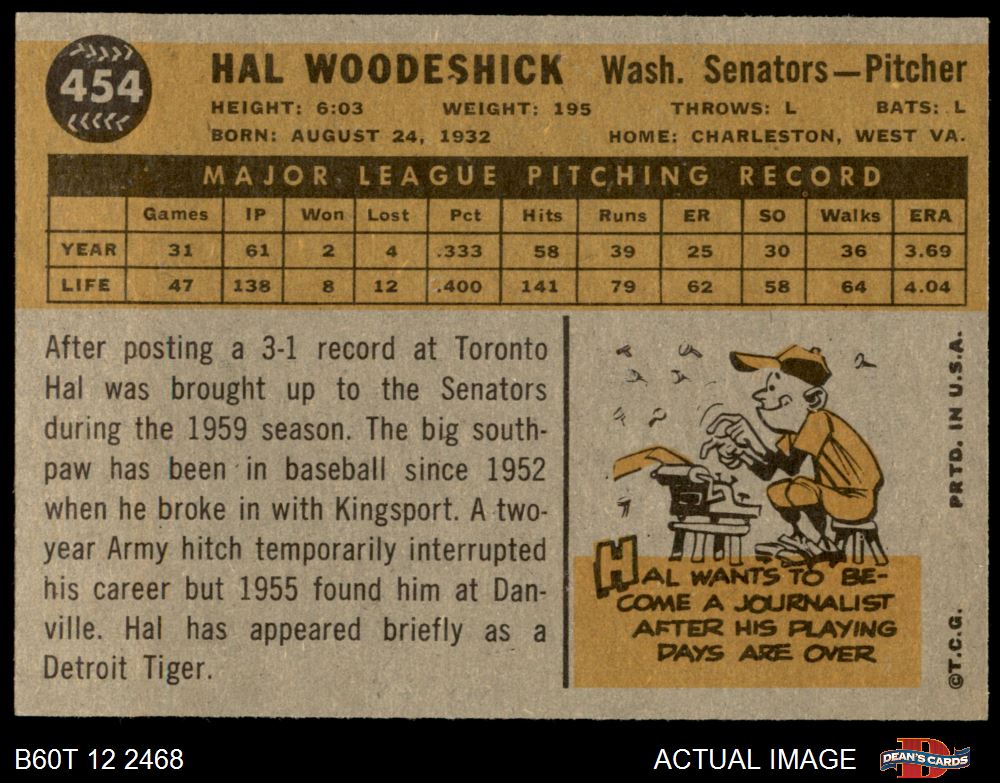 454
HAL WOODESHICK Wash. Senators—Pitcher
HEIGHT: 6:03 WEIGHT: 195 THROWS: L BATS: L
BORN: AUGUST 24, 1932 HOME: CHARLESTON, WEST VA.
MAJOR LEAGUE PITCHING RECORD
Games IP Won Lost Pct Hits Runs ER SO Walks ERA
YEAR 31 61 2 4 .333 58 39 25 30 36 3.69
LIFE 47 138 8 12 .400 141 79 62 58 64 4.04
After posting a 3-1 record at Toronto
Hal was brought up to the Senators
during the 1959 season. The big south-
paw has been in baseball since 1952
when he broke in with Kingsport. A two-
year Army hitch temporarily interrupted
his career but 1955 found him at Dan-
ville. Hal has appeared briefly as a
Detroit Tiger.
HAL WANTS TO BE-
COME A JOURNALIST
AFTER HIS PLAYING
DAYS ARE OVER
©T.C.G. PRTD. IN U.S.A.
B60T 12 2468 ACTUAL IMAGE DEAN'S CARDS